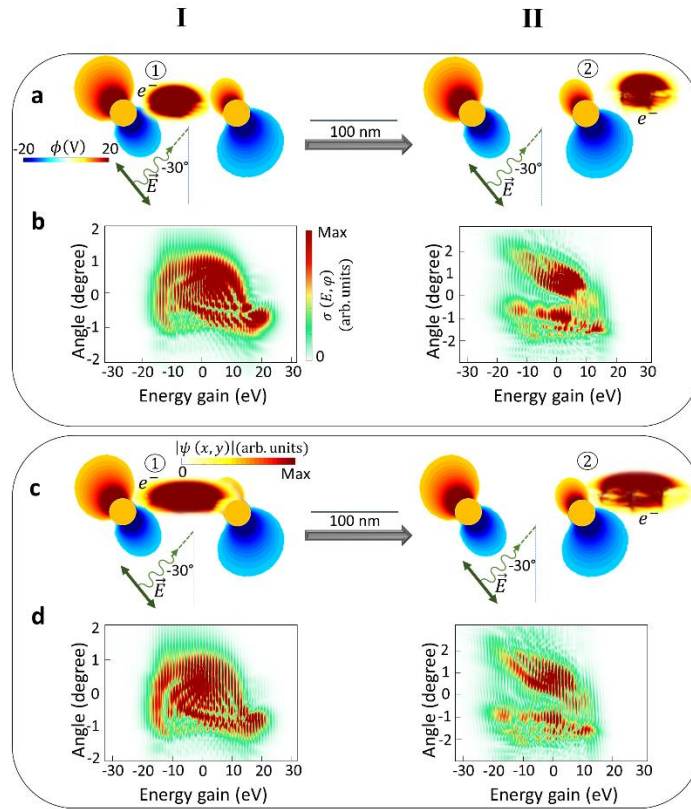 I II
a
① e⁻
② e⁻
100 nm
-20 ϕ(V) 20
E⃗ -30°
E⃗ -30°
b
Angle (degree)
2
1
0
-1
-2
-30 -20 -10 0 10 20 30
Energy gain (eV)
Max
σ (E, φ) (arb. units)
0
Angle (degree)
2
1
0
-1
-2
-30 -20 -10 0 10 20 30
Energy gain (eV)
c
① e⁻
|ψ (x, y)|(arb. units)
0 Max
② e⁻
100 nm
E⃗ -30°
E⃗ -30°
d
Angle (degree)
2
1
0
-1
-2
-30 -20 -10 0 10 20 30
Energy gain (eV)
Angle (degree)
2
1
0
-1
-2
-30 -20 -10 0 10 20 30
Energy gain (eV)